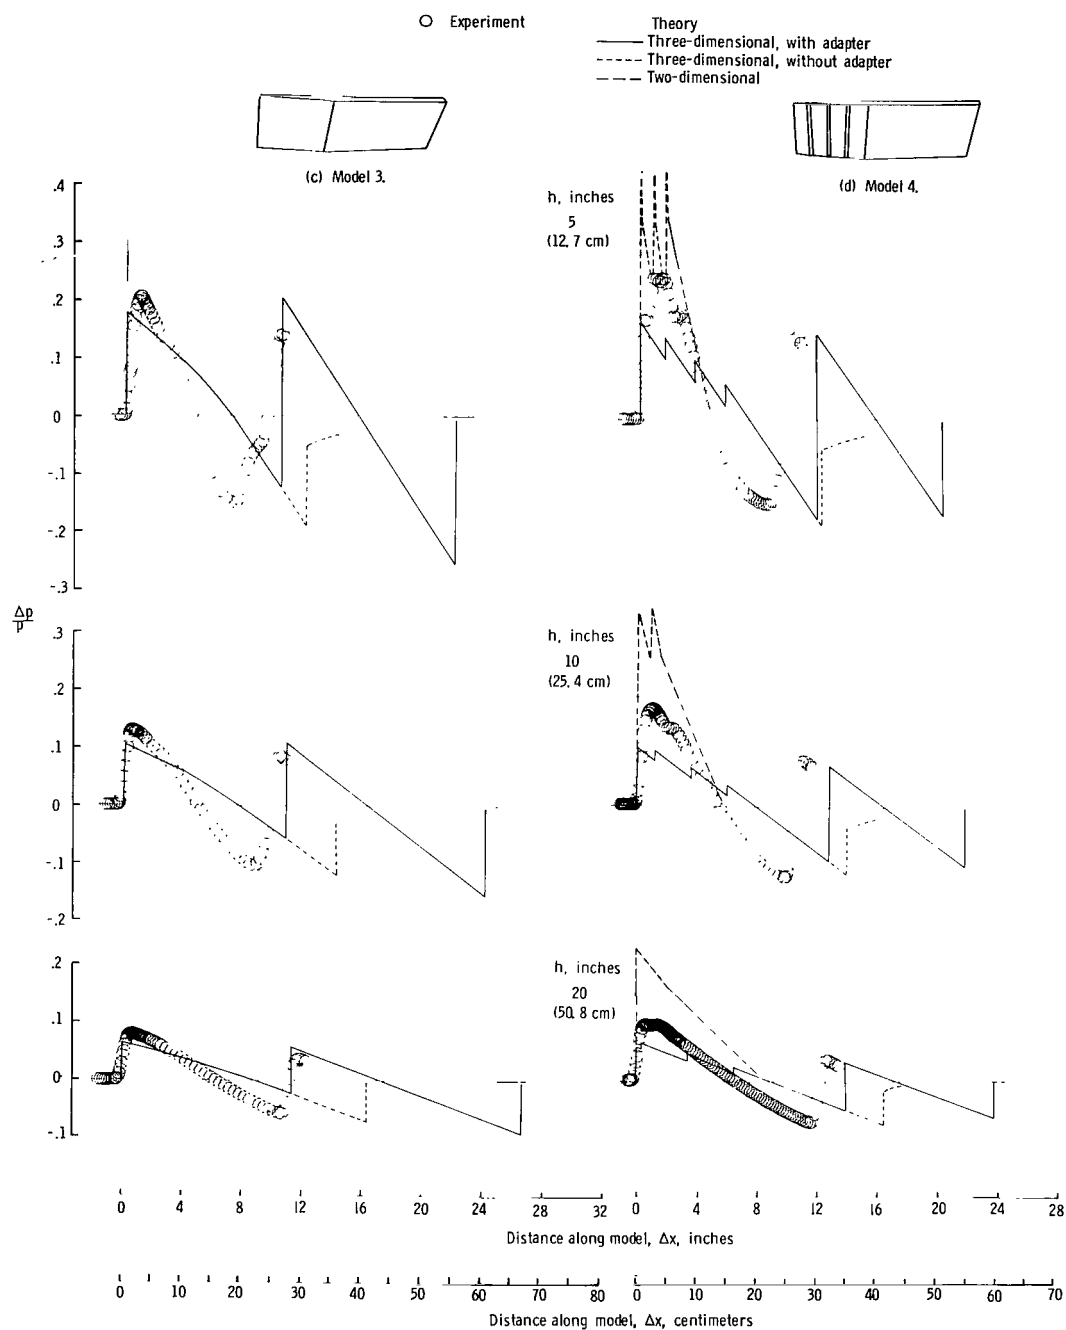 Experiment
Theory
Three-dimensional, with adapter
Three-dimensional, without adapter
Two-dimensional
(c) Model 3.
(d) Model 4.
.4
.3
.2
.1
0
-.1
-.2
-.3
h, inches
5
(12.7 cm)
Δp
p
.3
.2
.1
0
-.1
-.2
h, inches
10
(25.4 cm)
.2
.1
0
-.1
h, inches
20
(50.8 cm)
0 4 8 12 16 20 24 28 32 0 4 10 8 12 16 20 24 28
Distance along model, Δx, inches
0 10 20 30 40 50 60 70 80 0 10 20 30 40 50 60 70
Distance along model, Δx, centimeters